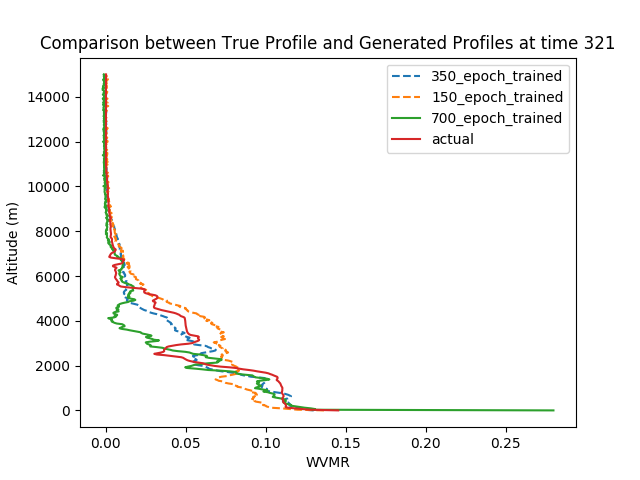 Comparison between True Profile and Generated Profiles at time 321
350_epoch_trained
150_epoch_trained
700_epoch_trained
actual
14000
12000
10000
8000
6000
4000
2000
0
Altitude (m)
0.00 0.05 0.10 0.15 0.20 0.25
WVMR